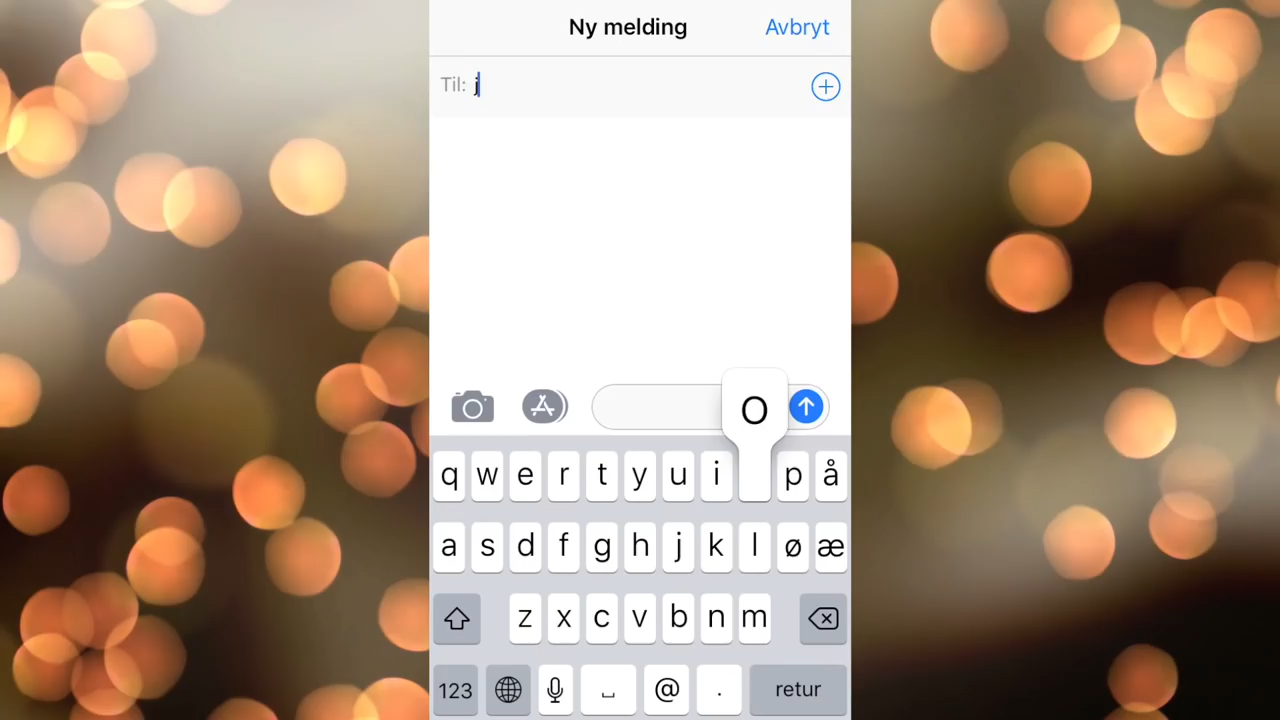 Ny melding
Avbryt
Til: j
O
q w e r t y u i p å
a s d f g h j k l ø æ
z x c v b n m
123 @ . retur